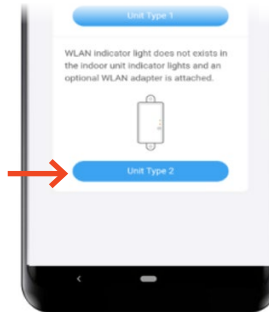 Unit Type 1
WLAN indicator light does not exists in
the indoor unit indicator lights and an
optional WLAN adapter is attached.
Unit Type 2